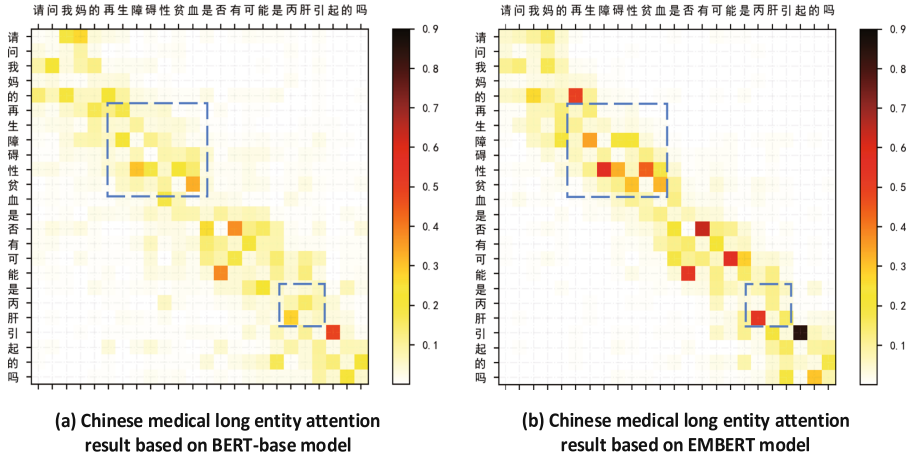 请问我妈的再生障碍性贫血是否有可能是丙肝引起的吗
请问我妈的再生障碍性贫血是否有可能是丙肝引起的吗
请
问
我
妈
的
再
生
障
碍
性
贫
血
是
否
有
可
能
是
丙
肝
引
起
的
吗
0.9
0.8
0.7
0.6
0.5
0.4
0.3
0.2
0.1
请
问
我
妈
的
再
生
障
碍
性
贫
血
是
否
有
可
能
是
丙
肝
引
起
的
吗
0.9
0.8
0.7
0.6
0.5
0.4
0.3
0.2
0.1
(a) Chinese medical long entity attention
result based on BERT-base model
(b) Chinese medical long entity attention
result based on EMBERT model